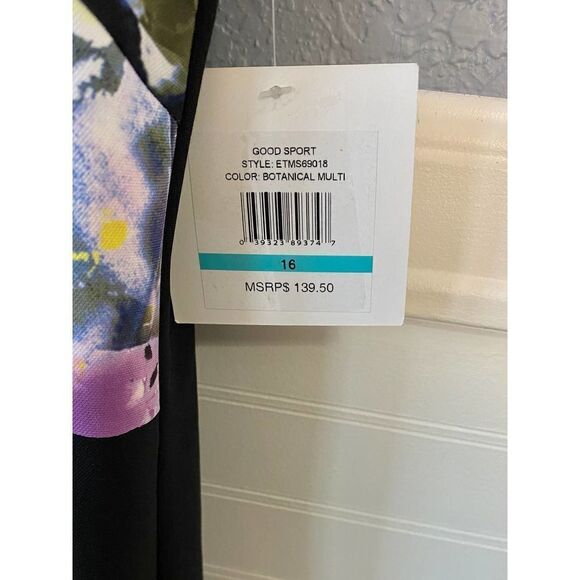 GOOD SPORT
STYLE: ETMS69018
COLOR: BOTANICAL MULTI
0 39323 89374 7
16
MSRP$ 139.50